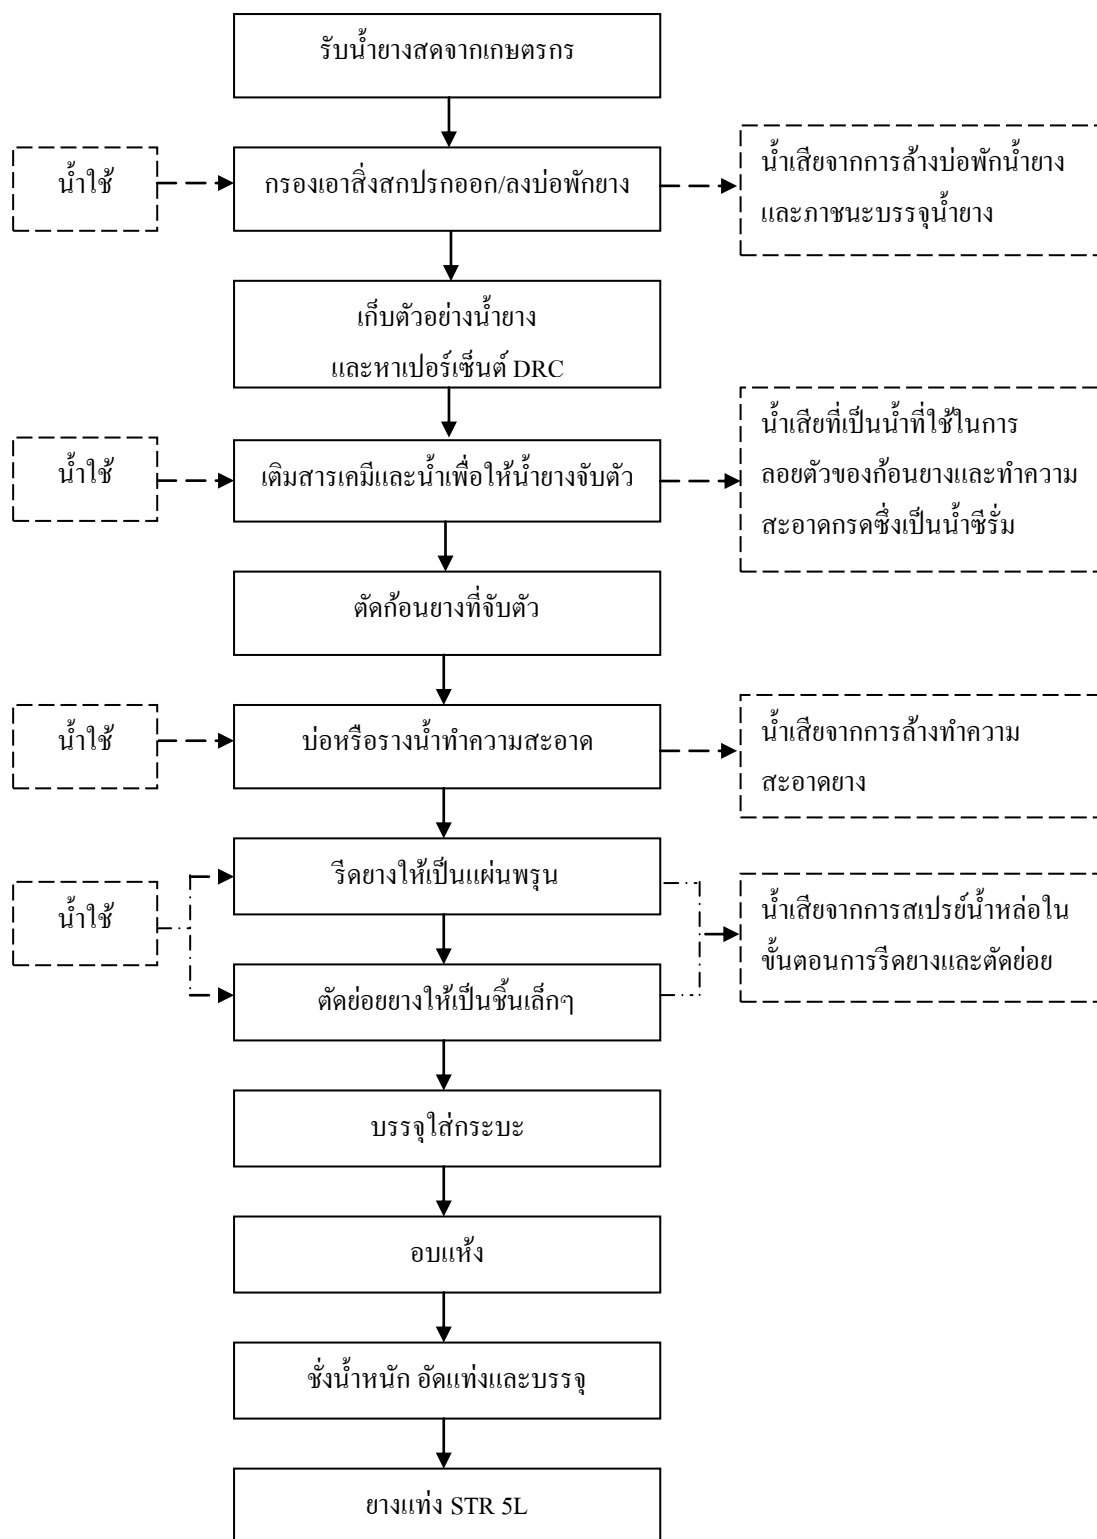 รับน้ำยางสดจากเกษตรกร
น้ำใช้
กรองเอาสิ่งสกปรกออก/ลงบ่อพักยาง
น้ำเสียจากการล้างบ่อพักน้ำยาง
และภาชนะบรรจุน้ำยาง
เก็บตัวอย่างน้ำยาง
และหาเปอร์เซ็นต์ DRC
น้ำใช้
เติมสารเคมีและน้ำเพื่อให้น้ำยางจับตัว
น้ำเสียที่เป็นน้ำที่ใช้ในการ
ลอยตัวของก้อนยางและทำความ
สะอาดกรดซึ่งเป็นน้ำซีรั่ม
ตัดก้อนยางที่จับตัว
น้ำใช้
บ่อหรือรางน้ำทำความสะอาด
น้ำเสียจากการล้างทำความ
สะอาดยาง
รีดยางให้เป็นแผ่นพรุน
น้ำใช้
น้ำเสียจากการสเปรย์น้ำหล่อใน
ขั้นตอนการรีดยางและตัดย่อย
ตัดย่อยยางให้เป็นชิ้นเล็กๆ
บรรจุใส่กระบะ
อบแห้ง
ชั่งน้ำหนัก อัดแท่งและบรรจุ
ยางแท่ง STR 5L